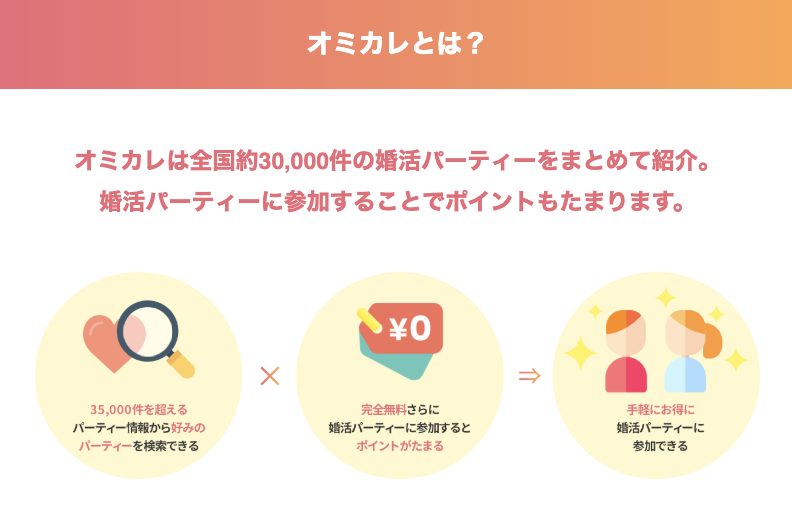 オミカレとは？
オミカレは全国約30,000件の婚活パーティーをまとめて紹介。
婚活パーティーに参加することでポイントもたまります。
35,000件を超える
パーティー情報から好みの
パーティーを検索できる
×
¥0
完全無料さらに
婚活パーティーに参加すると
ポイントがたまる
⇒
手軽にお得に
婚活パーティーに
参加できる